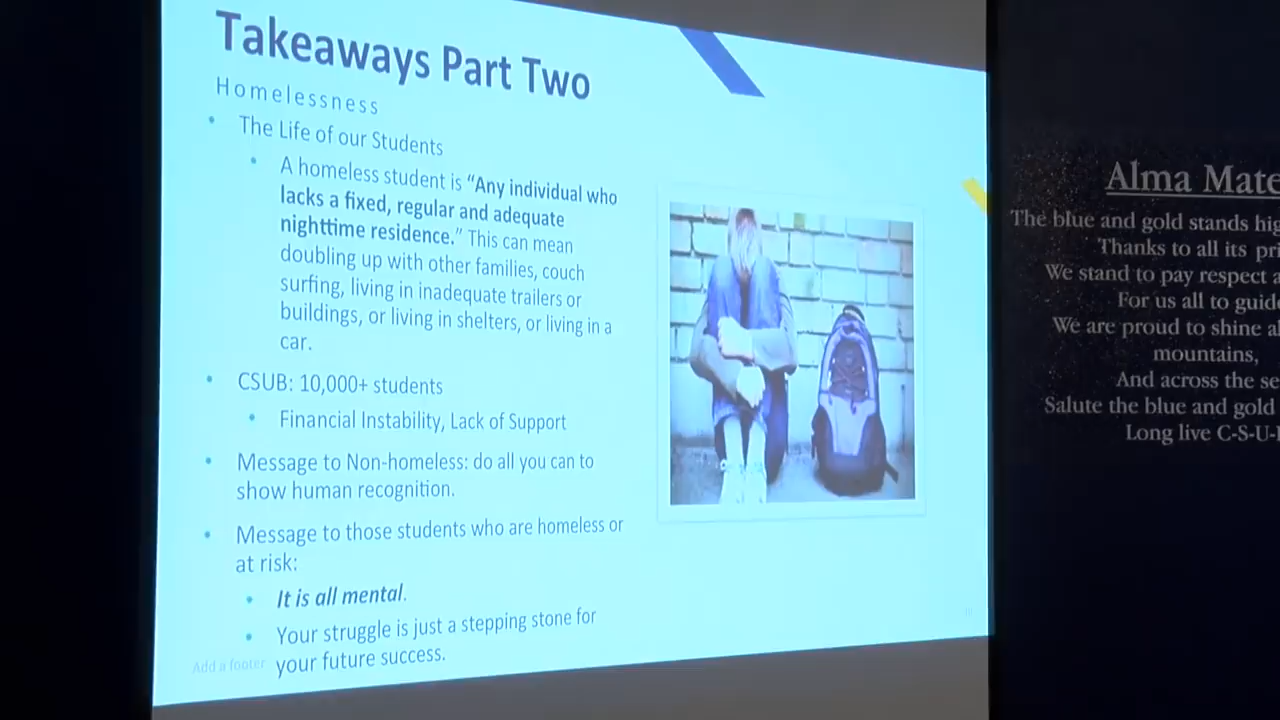 Takeaways Part Two
Homelessness
• The Life of our Students
• A homeless student is “Any individual who
lacks a fixed, regular and adequate
nighttime residence.” This can mean
doubling up with other families, couch
surfing, living in inadequate trailers or
buildings, or living in shelters, or living in a
car.
• CSUB: 10,000+ students
• Financial Instability, Lack of Support
• Message to Non-homeless: do all you can to
show human recognition.
• Message to those students who are homeless or
at risk:
• It is all mental.
• Your struggle is just a stepping stone for
your future success.
Add a footer
Alma Mate
The blue and gold stands hig
Thanks to all its pri
We stand to pay respect a
For us all to guid
We are proud to shine a
mountains,
And across the se
Salute the blue and gold
Long live C-S-U-